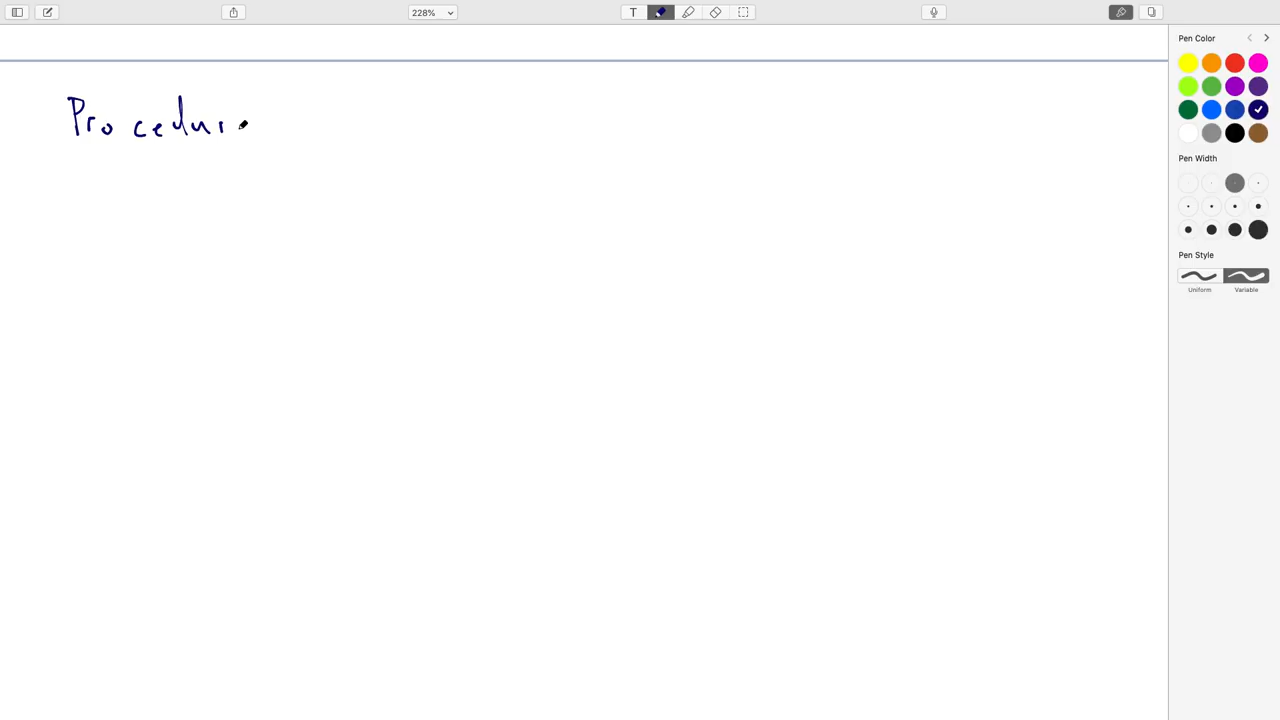 228%
T
Pen Color
Procedur
Pen Width
Pen Style
Uniform Variable